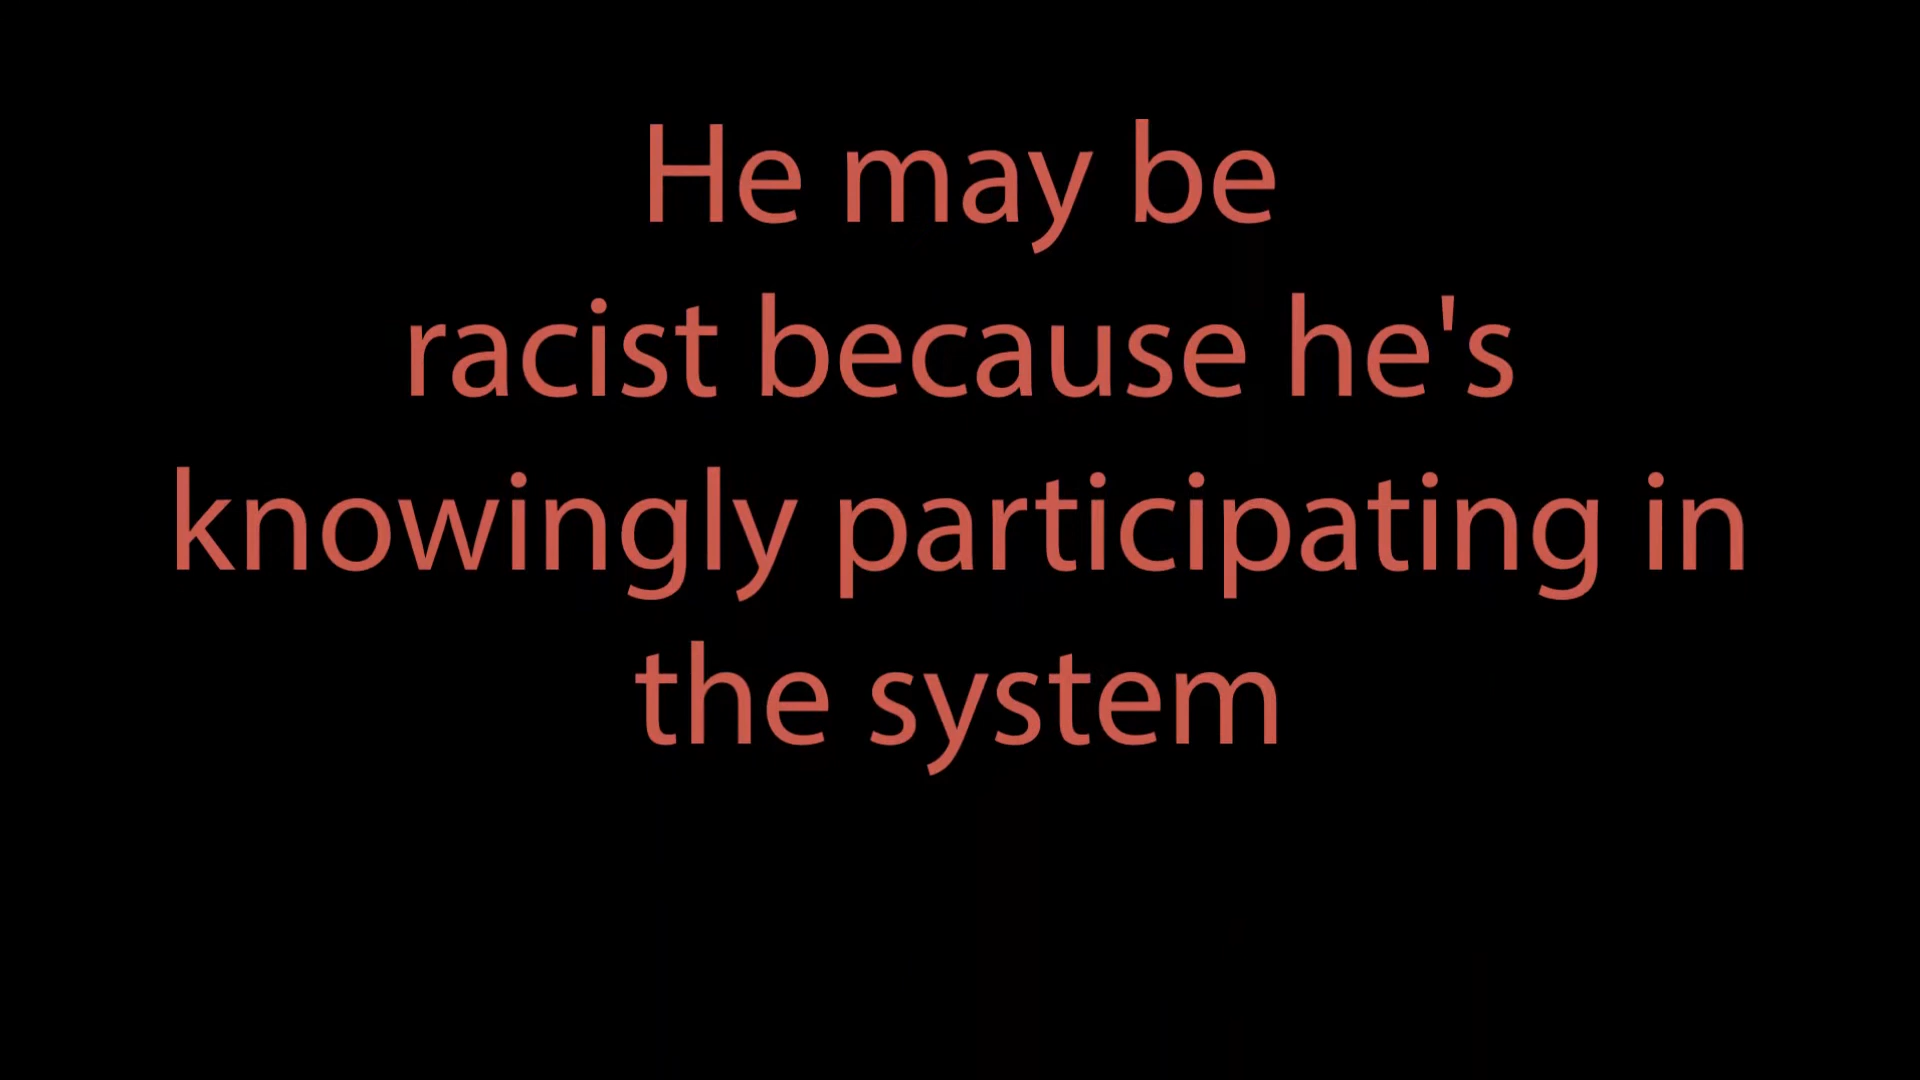 He may be
racist because he's
knowingly participating in
the system